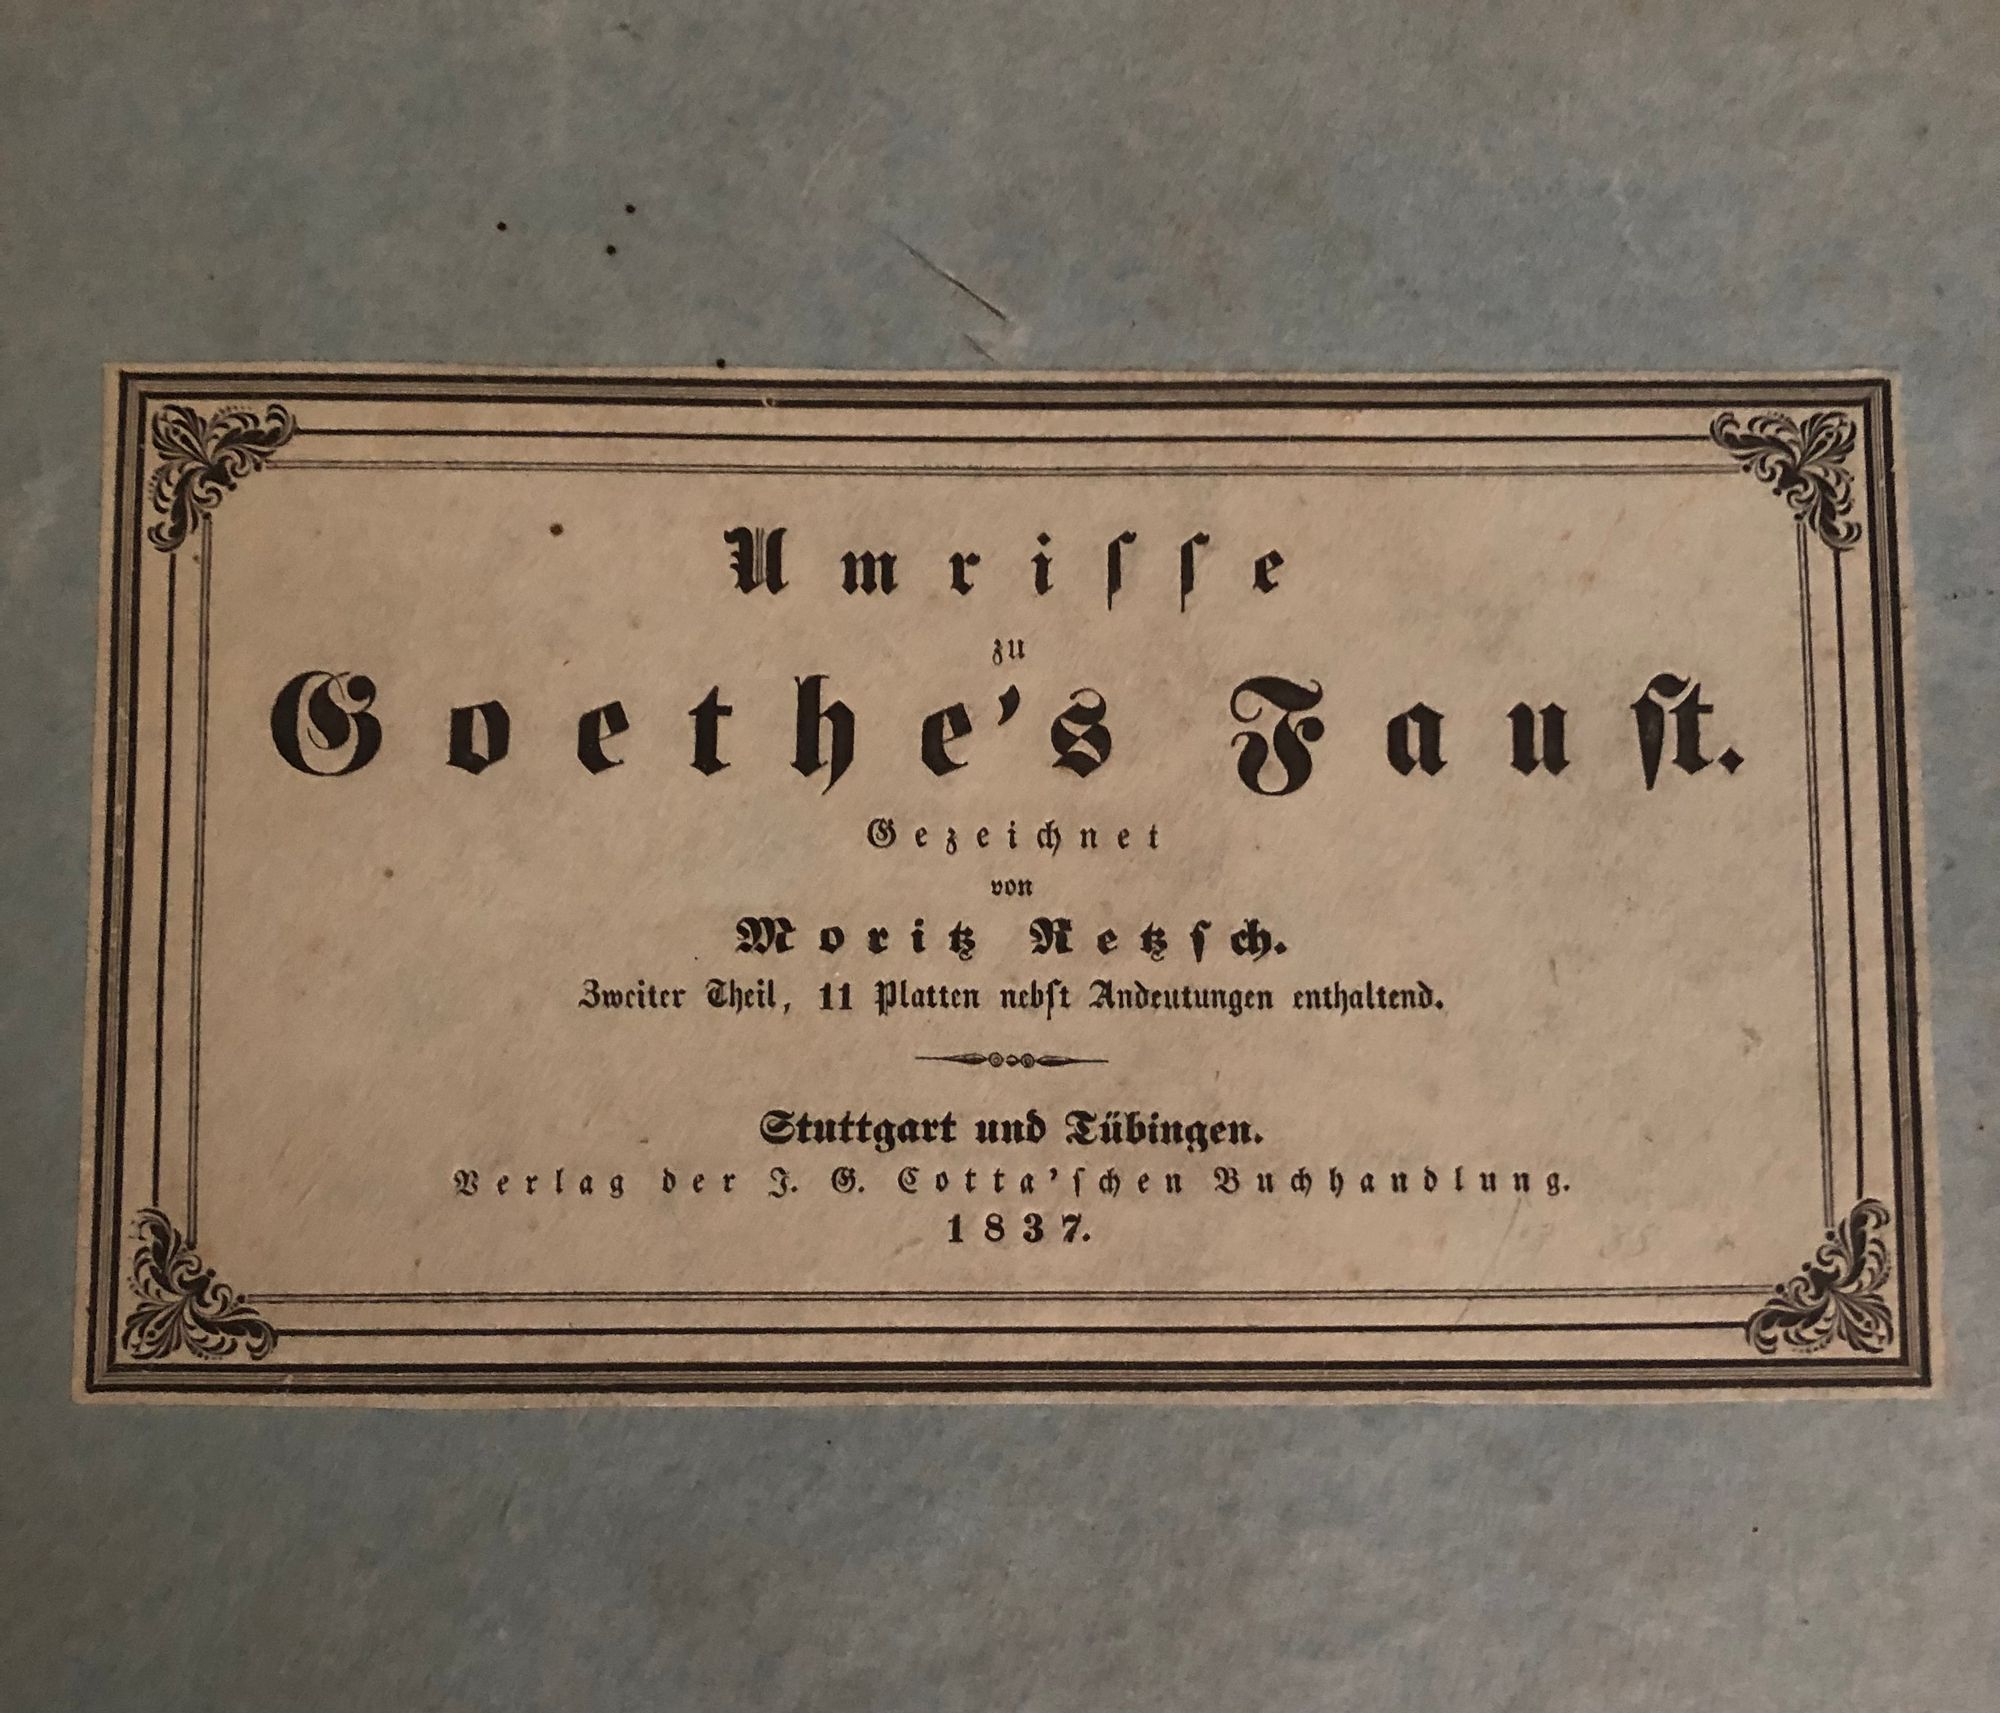 Umriſſe
zu
Goethe's Fauſt.
Gezeichnet
von
Moritz Retzſch.
Zweiter Theil, 11 Platten nebſt Andeutungen enthaltend.
Stuttgart und Tübingen.
Verlag der J. G. Cotta'ſchen Buchhandlung.
1837.